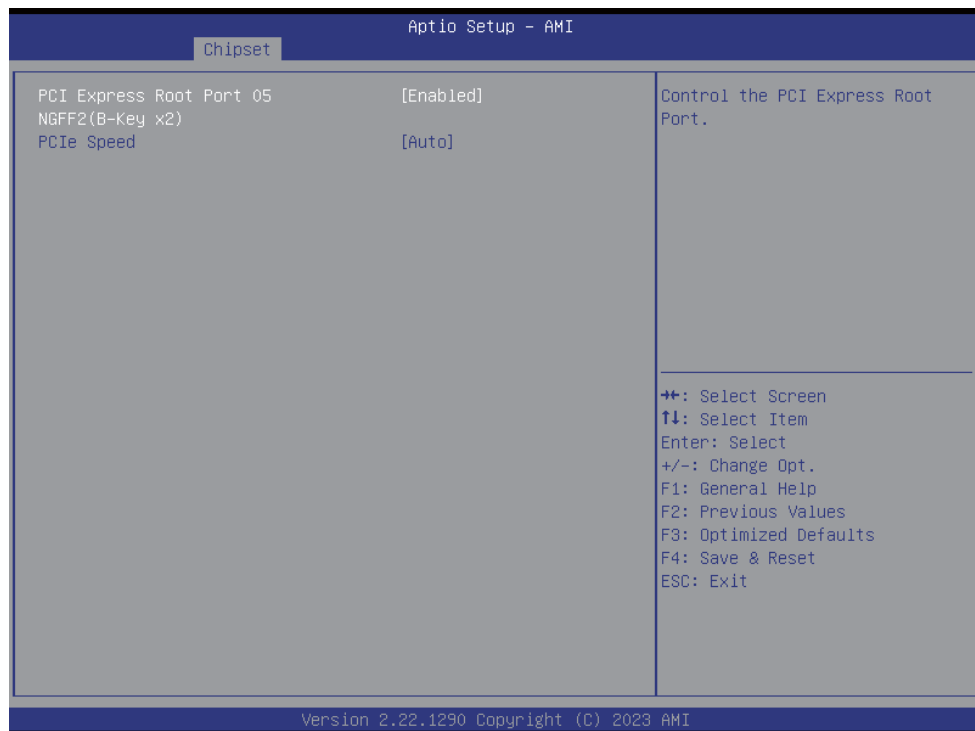 Aptio Setup – AMI
Chipset
PCI Express Root Port 05 [Enabled]
NGFF2(B-Key x2)
PCIe Speed [Auto]
Control the PCI Express Root
Port.
→←: Select Screen
↑↓: Select Item
Enter: Select
+/-: Change Opt.
F1: General Help
F2: Previous Values
F3: Optimized Defaults
F4: Save & Reset
ESC: Exit
Version 2.22.1290 Copyright (C) 2023 AMI